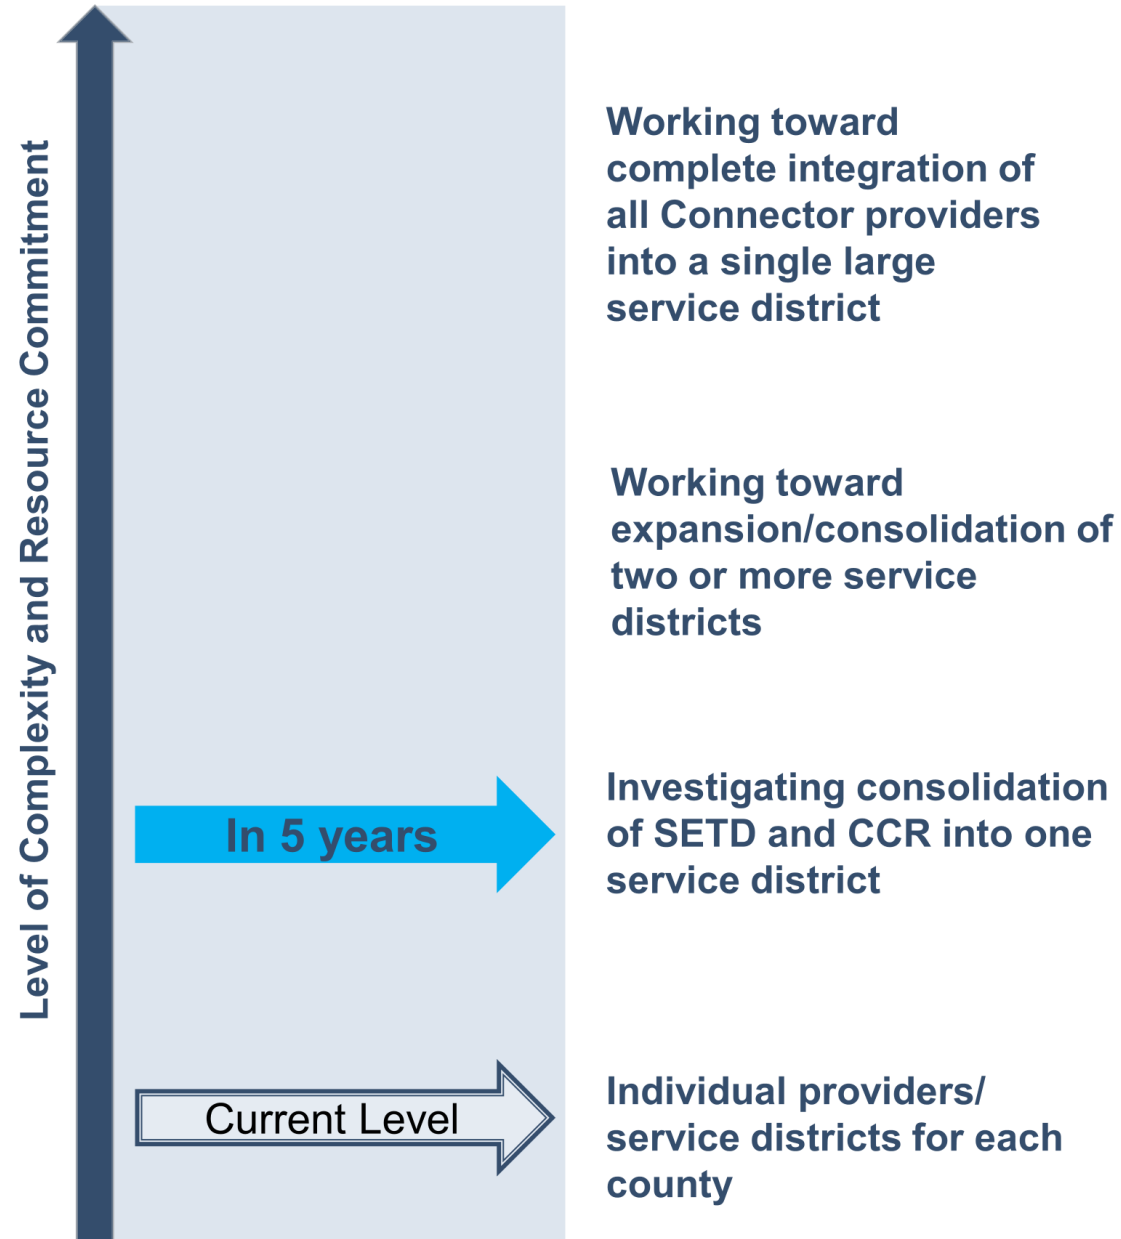 Level of Complexity and Resource Commitment
Working toward
complete integration of
all Connector providers
into a single large
service district
Working toward
expansion/consolidation of
two or more service
districts
In 5 years
Investigating consolidation
of SETD and CCR into one
service district
Current Level
Individual providers/
service districts for each
county